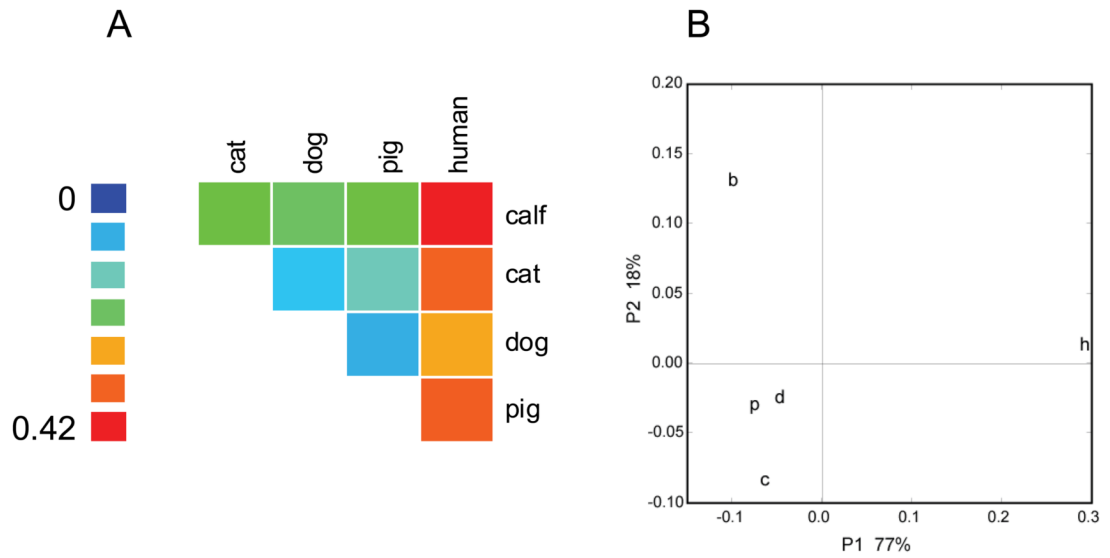 A
B
cat
dog
pig
human
0
0.42
calf
cat
dog
pig
0.20
0.15
0.10
0.05
0.00
-0.05
-0.10
P2 18%
b
h
p
d
c
-0.1
0.0
0.1
0.2
0.3
P1 77%